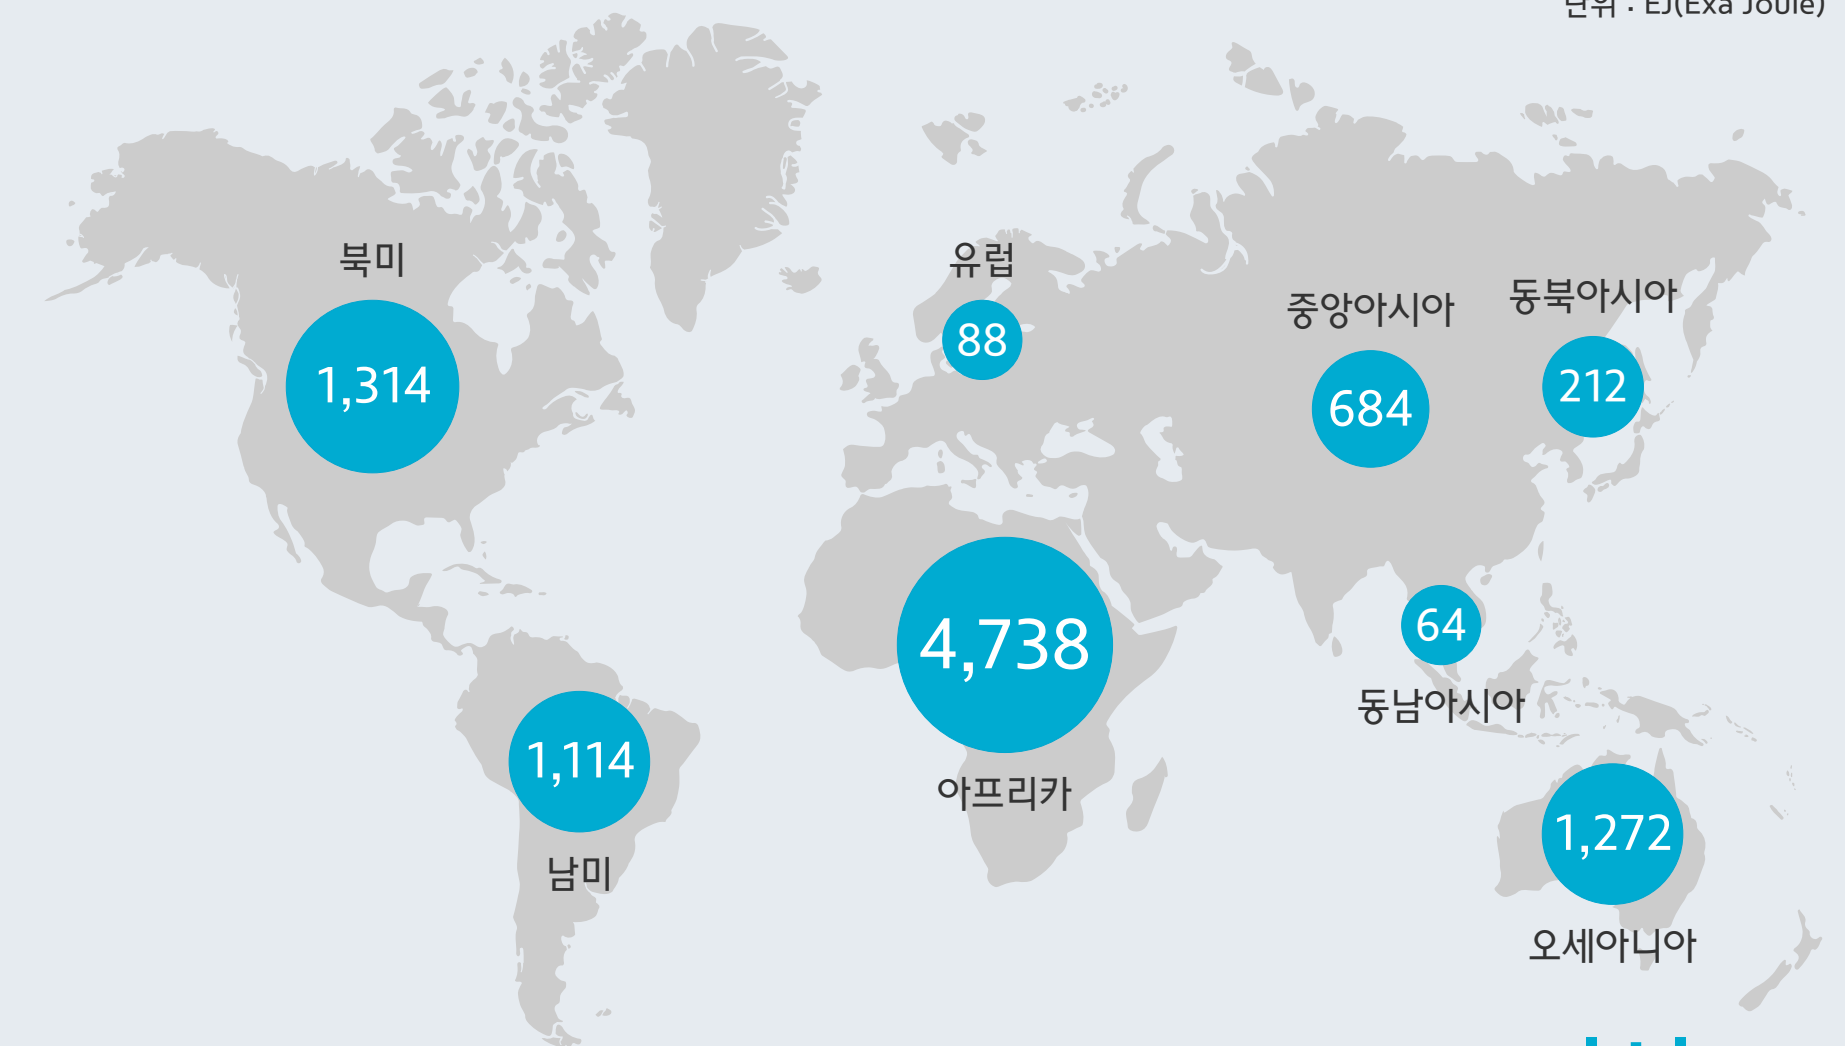 단위 : EJ(Exa Joule)
북미
1,314
유럽
88
중앙아시아
684
동북아시아
212
4,738
아프리카
64
동남아시아
1,114
남미
1,272
오세아니아